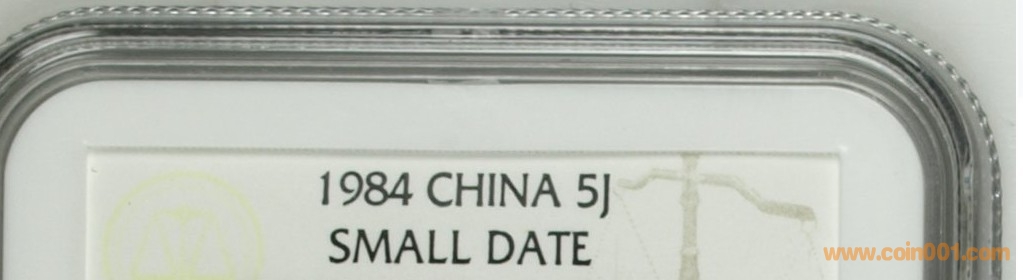 1984 CHINA 5J
SMALL DATE
www.coin001.com